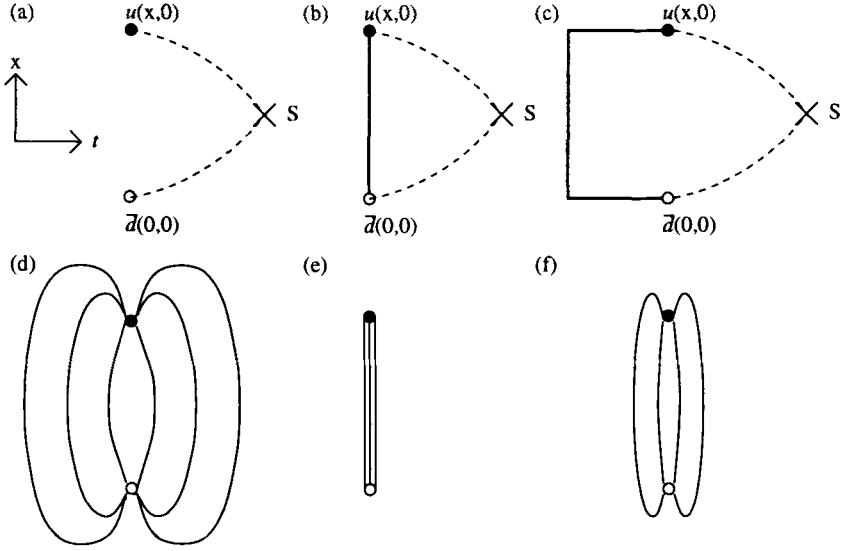 (a) u(x,0) (b) u(x,0) (c) u(x,0)
x
t
S S S
d̄(0,0) d̄(0,0) d̄(0,0)
(d) (e) (f)